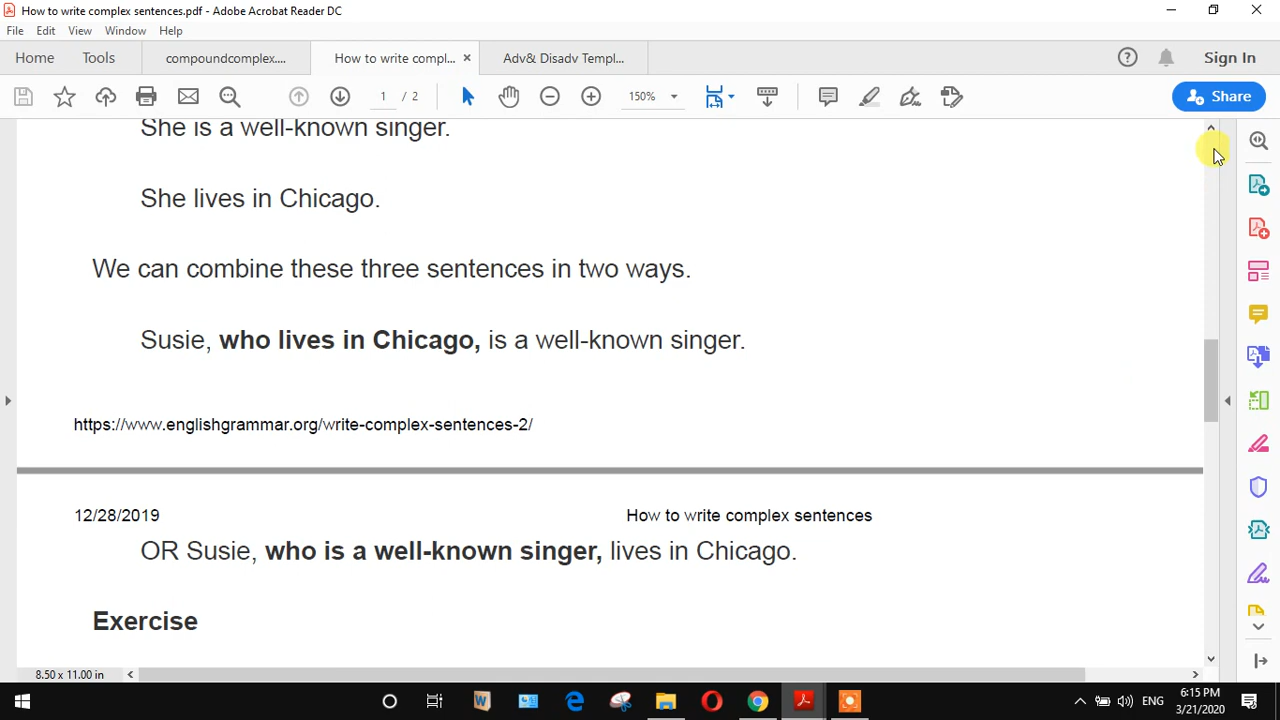 How to write complex sentences.pdf - Adobe Acrobat Reader DC
File Edit View Window Help
Home Tools compoundcomplex.... How to write compl... × Adv& Disadv Templ... Sign In
1 / 2 150% Share
She is a well-known singer.
She lives in Chicago.
We can combine these three sentences in two ways.
Susie, who lives in Chicago, is a well-known singer.
https://www.englishgrammar.org/write-complex-sentences-2/
12/28/2019 How to write complex sentences
OR Susie, who is a well-known singer, lives in Chicago.
Exercise
8.50 x 11.00 in
ENG 6:15 PM
3/21/2020